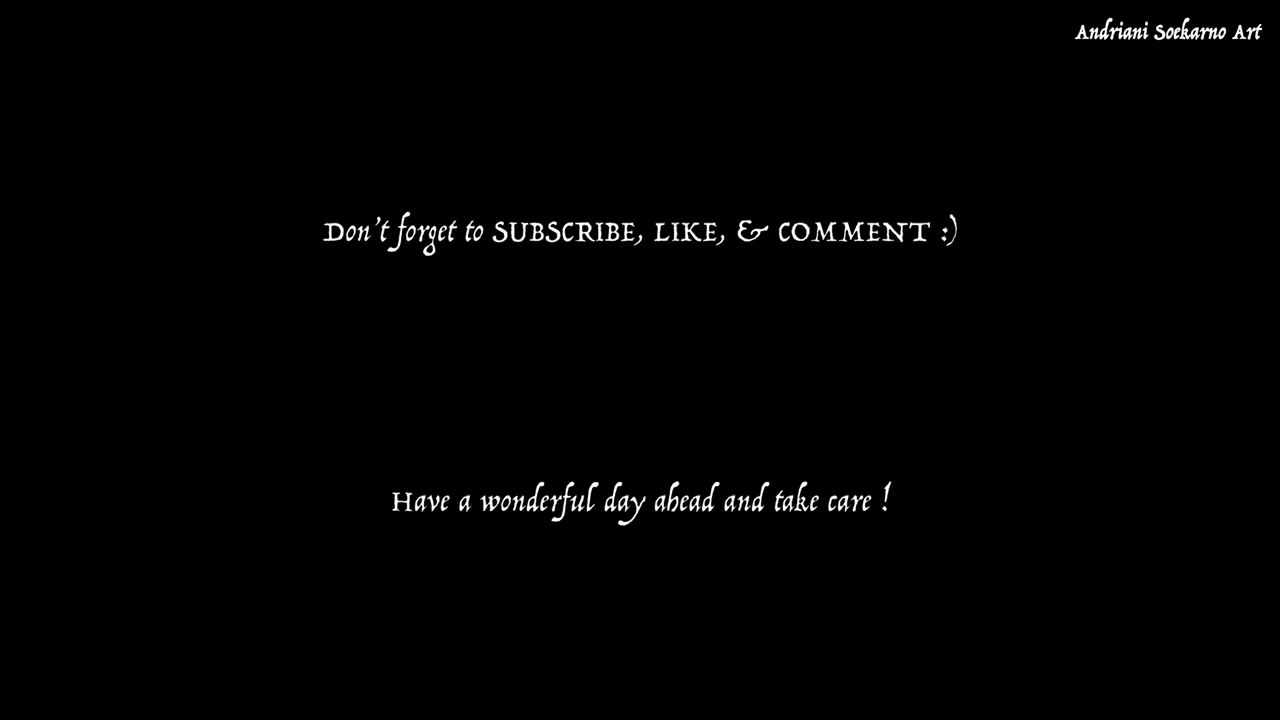 Andriani Soekarno Art
Don't forget to SUBSCRIBE, LIKE, & COMMENT :)
Have a wonderful day ahead and take care !